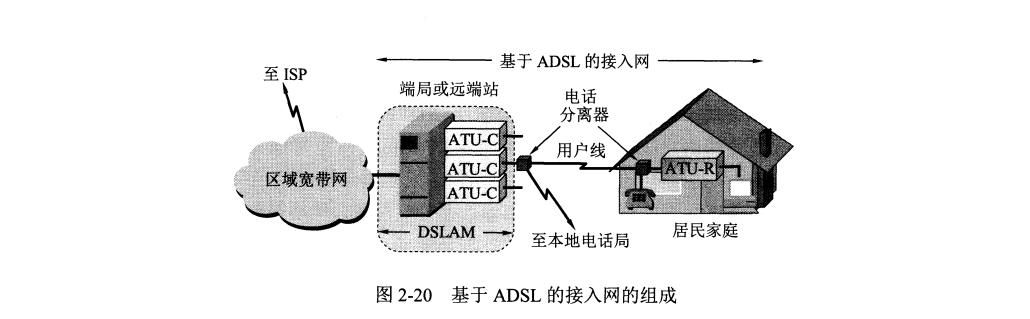 基于 ADSL 的接入网
至 ISP
端局或远端站
电话
分离器
ATU-C
用户线
区域宽带网
ATU-C
ATU-R
ATU-C
DSLAM
至本地电话局
居民家庭
图 2-20 基于 ADSL 的接入网的组成